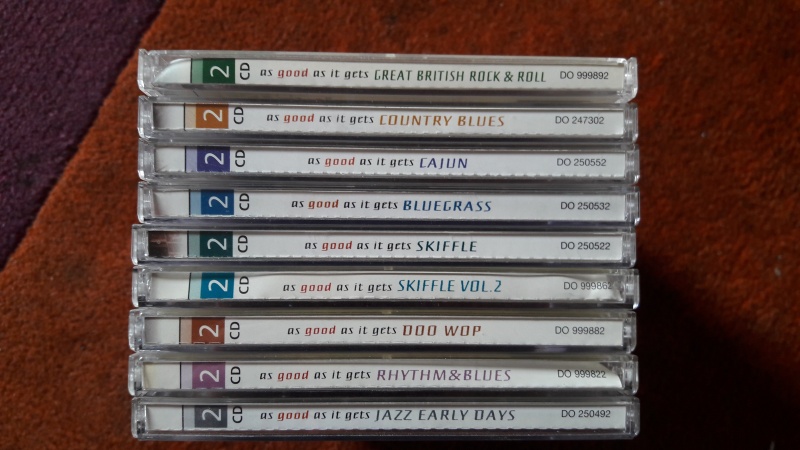 2 CD as good as it gets GREAT BRITISH ROCK & ROLL DO 999892
2 CD as good as it gets COUNTRY BLUES DO 247302
2 CD as good as it gets CAJUN DO 250552
2 CD as good as it gets BLUEGRASS DO 250532
2 CD as good as it gets SKIFFLE DO 250522
2 CD as good as it gets SKIFFLE VOL.2 DO 999862
2 CD as good as it gets DOO WOP DO 999882
2 CD as good as it gets RHYTHM&BLUES DO 999822
2 CD as good as it gets JAZZ EARLY DAYS DO 250492